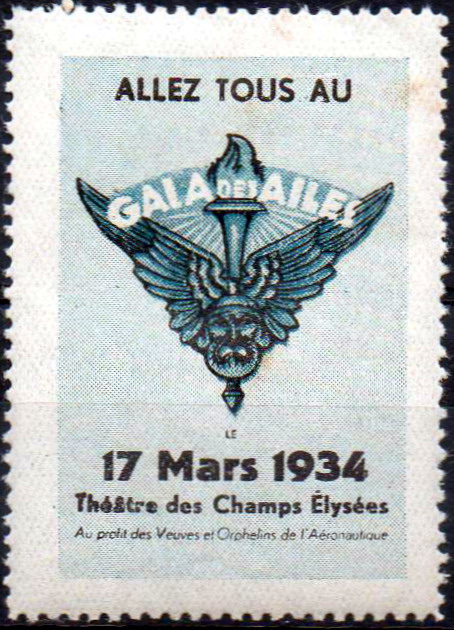 ALLEZ TOUS AU
GALA DES AILES
LE
17 Mars 1934
Théâtre des Champs Élysées
Au profit des Veuves et Orphelins de l'Aéronautique